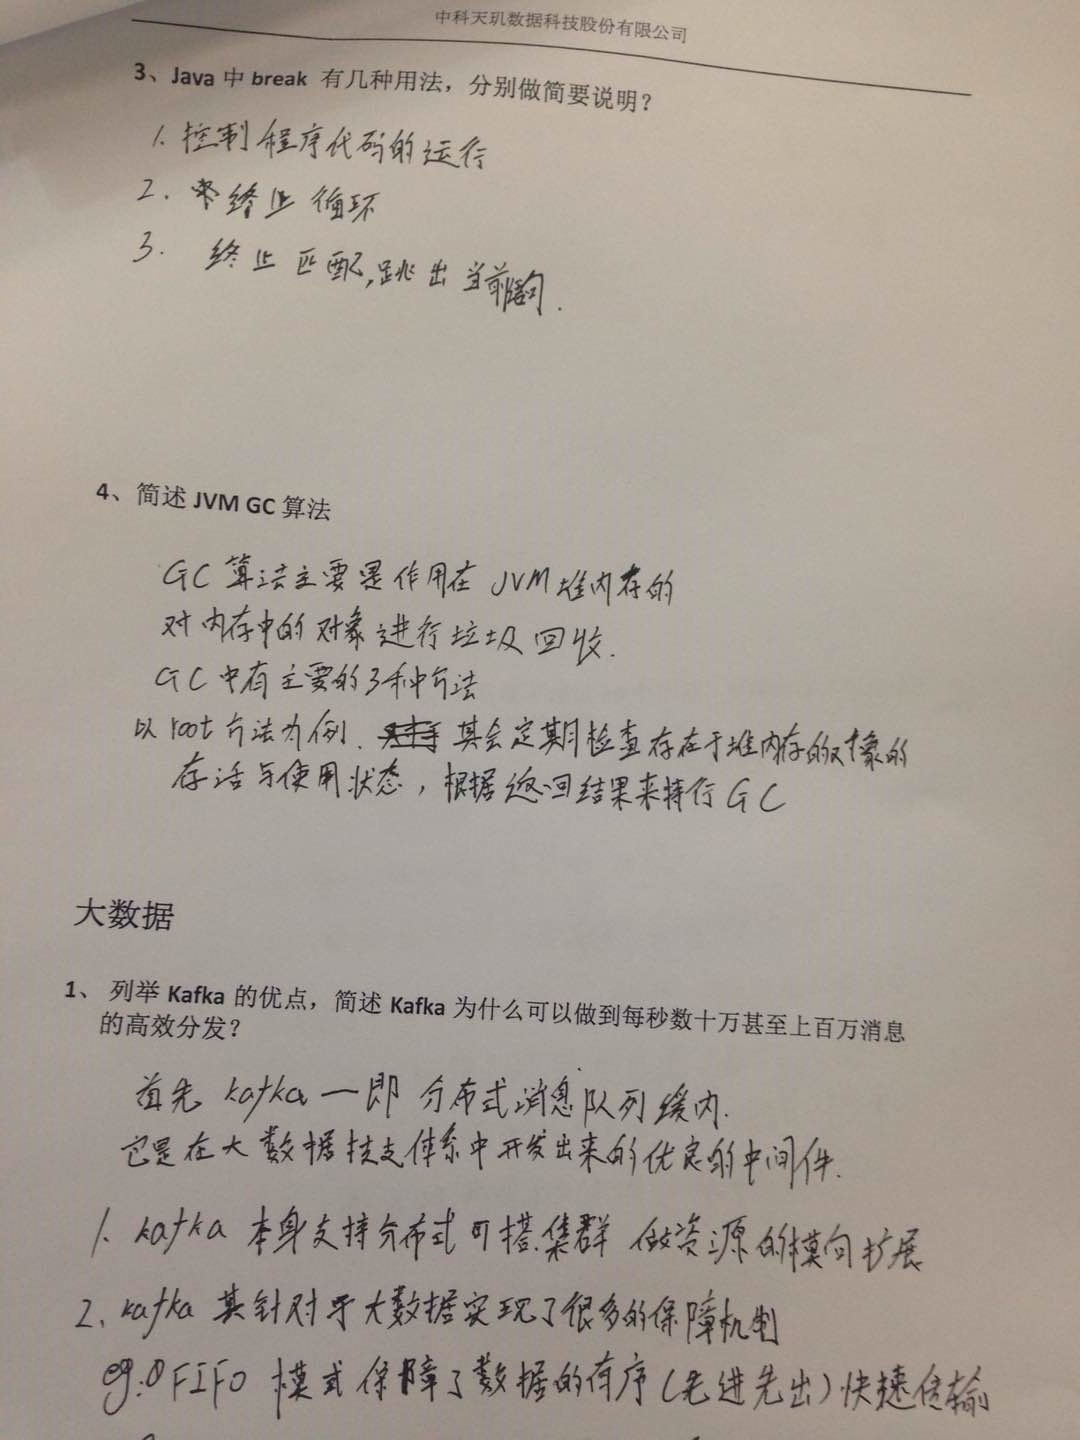 中科天玑数据科技股份有限公司
3、Java 中 break 有几种用法，分别做简要说明？
1. 控制程序代码的运行
2. 终止循环
3. 终止匹配,跳出当前语句.
4、简述 JVM GC 算法
GC 算法主要是作用在 JVM 堆内存的
对内存中的对象进行垃圾回收.
GC 中有主要的3种方法
以 root 方法为例. 其会定期检查存在于堆内存的对像的
存活与使用状态，根据返回结果来持行 GC
大数据
1、列举 Kafka 的优点，简述 Kafka 为什么可以做到每秒数十万甚至上百万消息
的高效分发？
首先 kafka 一即 分布式消息队列缓内.
它是在大数据技支体系中开发出来的优良的中间件.
1. kafka 本身支持分布式可搭集群 做资源的横向扩展
2. kafka 其针对于大数据实现了很多的保障机制
eg: FIFO 模式保障了数据的有序(先进先出)快速传输